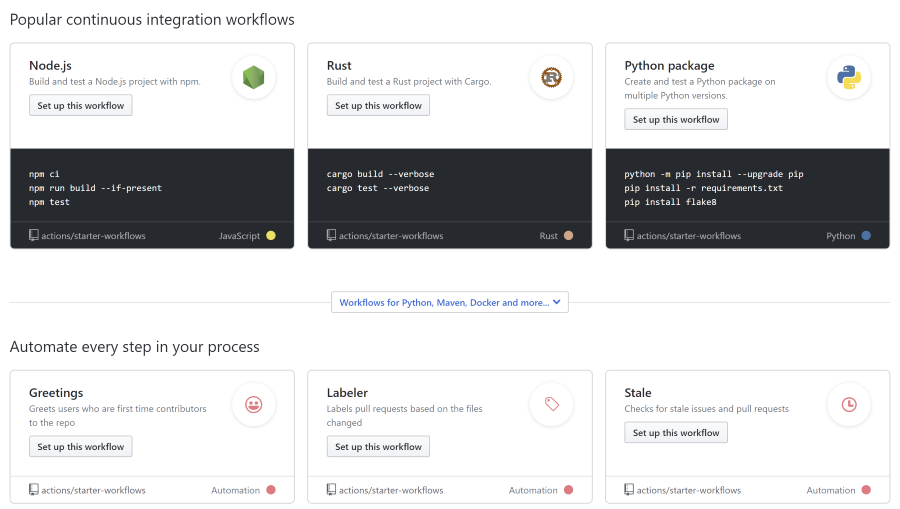 Popular continuous integration workflows
Node.js
Build and test a Node.js project with npm.
Set up this workflow
npm ci
npm run build --if-present
npm test
actions/starter-workflows
JavaScript
Rust
Build and test a Rust project with Cargo.
Set up this workflow
cargo build --verbose
cargo test --verbose
actions/starter-workflows
Rust
Python package
Create and test a Python package on
multiple Python versions.
Set up this workflow
python -m pip install --upgrade pip
pip install -r requirements.txt
pip install flake8
actions/starter-workflows
Python
Workflows for Python, Maven, Docker and more...
Automate every step in your process
Greetings
Greets users who are first time contributors
to the repo
Set up this workflow
actions/starter-workflows
Automation
Labeler
Labels pull requests based on the files
changed
Set up this workflow
actions/starter-workflows
Automation
Stale
Checks for stale issues and pull requests
Set up this workflow
actions/starter-workflows
Automation